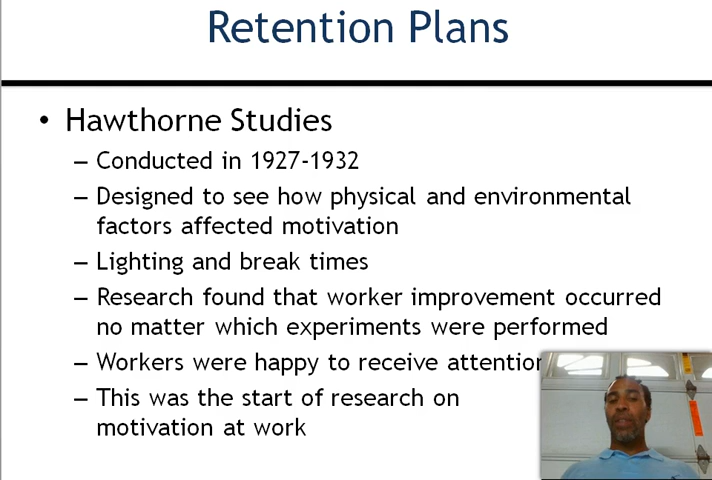 Retention Plans
• Hawthorne Studies
– Conducted in 1927-1932
– Designed to see how physical and environmental
factors affected motivation
– Lighting and break times
– Research found that worker improvement occurred
no matter which experiments were performed
– Workers were happy to receive attention
– This was the start of research on
motivation at work